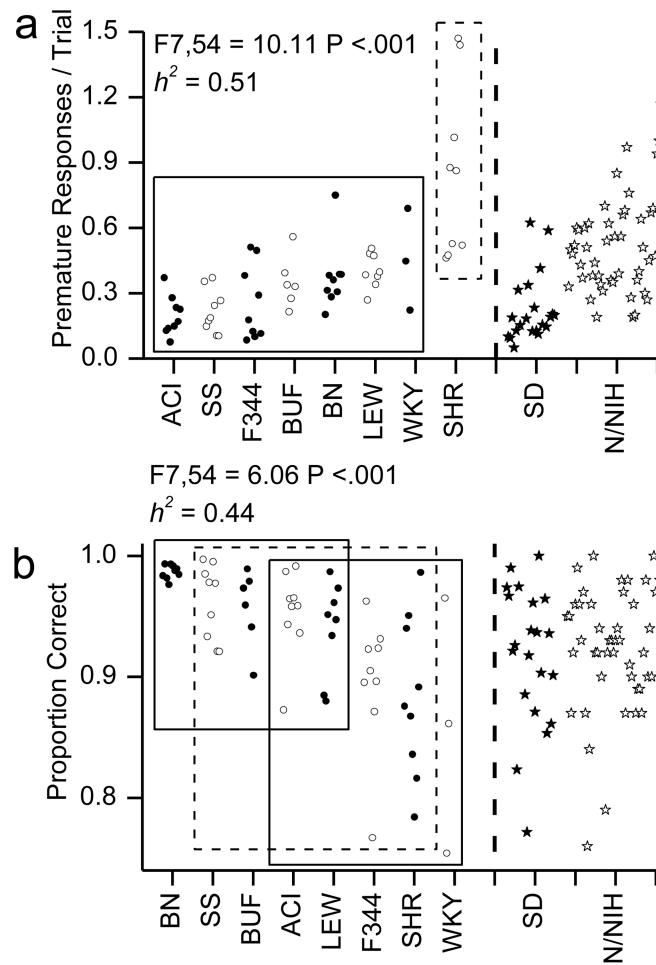 a
Premature Responses / Trial
F7,54 = 10.11 P <.001
h² = 0.51
1.5
1.2
0.9
0.6
0.3
0.0
ACI
SS
F344
BUF
BN
LEW
WKY
SHR
SD
N/NIH
b
Proportion Correct
F7,54 = 6.06 P <.001
h² = 0.44
1.0
0.9
0.8
BN
SS
BUF
ACI
LEW
F344
SHR
WKY
SD
N/NIH